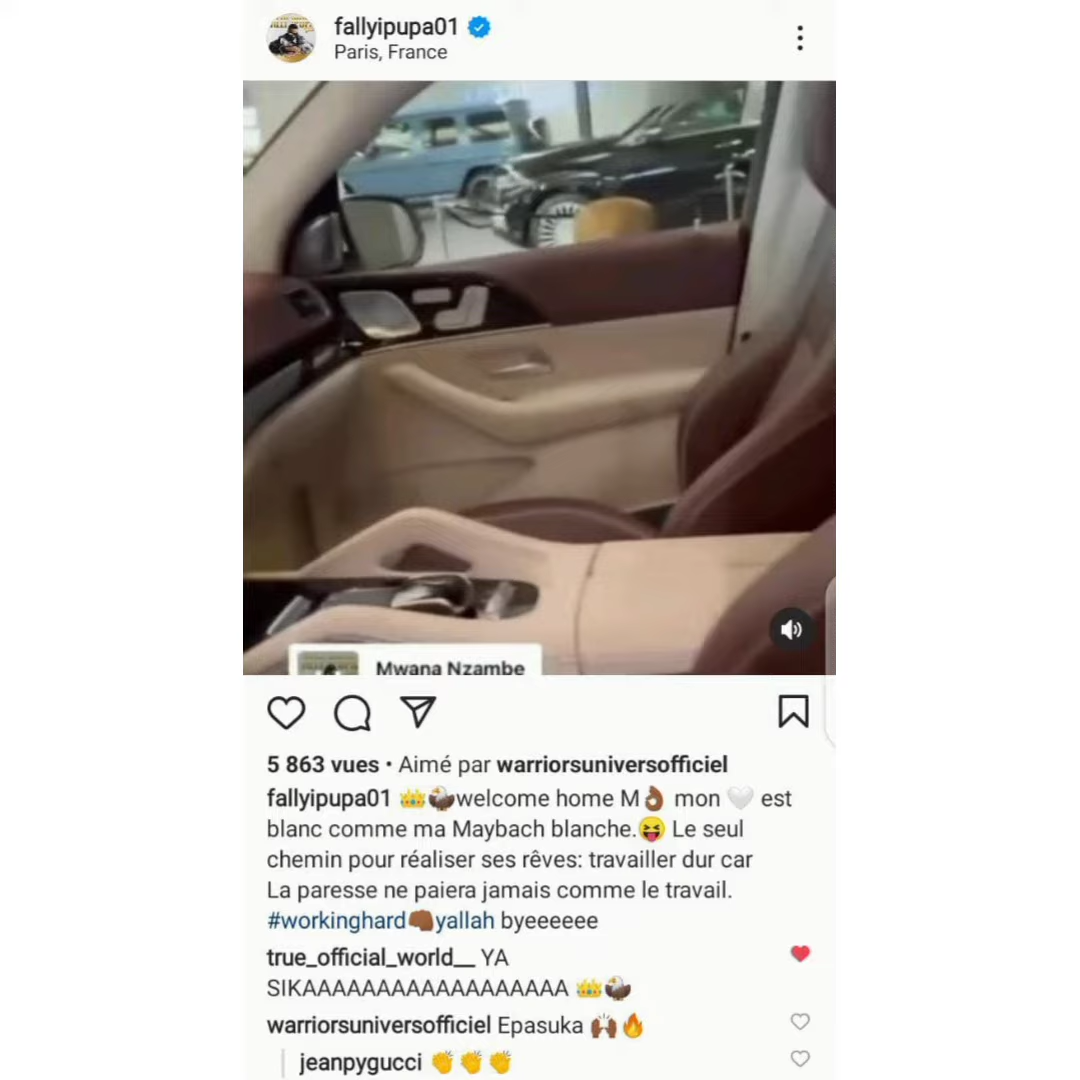 fallyipupa01
Paris, France
Mwana Nzambe
5 863 vues • Aimé par warriorsuniversofficiel
fallyipupa01 👑🦅welcome home M👌🏾 mon 🤍 est
blanc comme ma Maybach blanche.😝 Le seul
chemin pour réaliser ses rêves: travailler dur car
La paresse ne paiera jamais comme le travail.
#workinghard👊🏾yallah byeeeeee
true_official_world__ YA
SIKAAAAAAAAAAAAAAAAAA 👑🦅
warriorsuniversofficiel Epasuka 🙌🏾🔥
jeanpygucci 👏👏👏